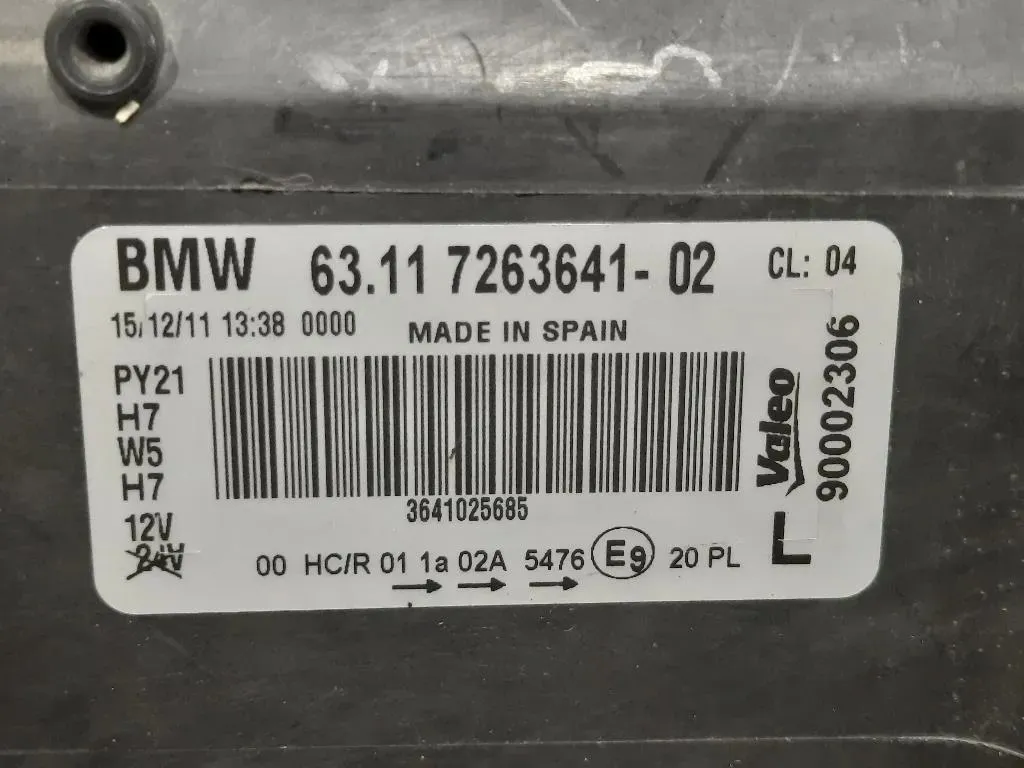 BMW 63.11 7263641- 02 CL: 04
15/12/11 13:38 0000 MADE IN SPAIN
PY21
H7
W5
H7
12V
24V
3641025685
00 HC/R 01 1a 02A 5476 E9 20 PL
Valeo
90002306
L